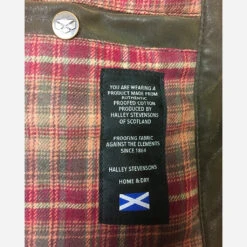 YOU ARE WEARING A
PRODUCT MADE FROM
AUTHENTIC
PROOFED COTTON
PRODUCED BY
HALLEY STEVENSONS
OF SCOTLAND
PROOFING FABRIC
AGAINST THE ELEMENTS
SINCE 1864
HALLEY STEVENSONS
HOME & DRY